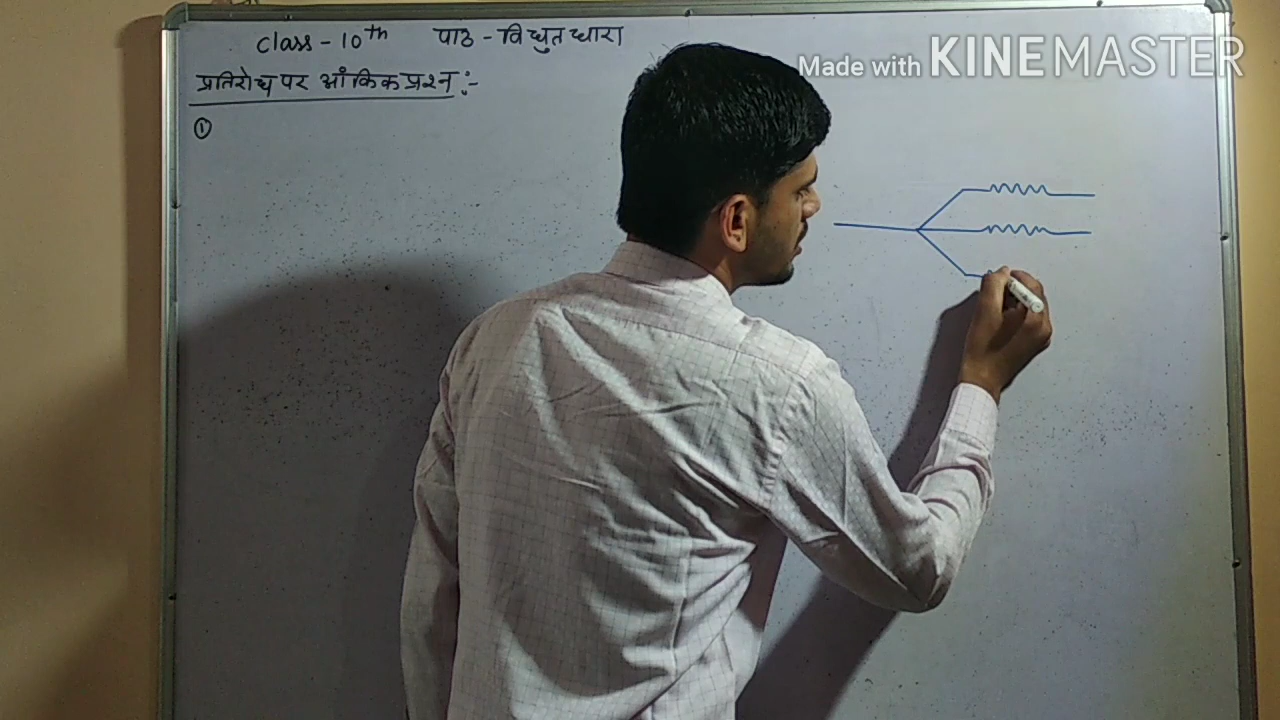 Class - 10th पाठ - विधुत धारा
Made with KINEMASTER
प्रतिरोध पर आंँकिक प्रश्न :-
①